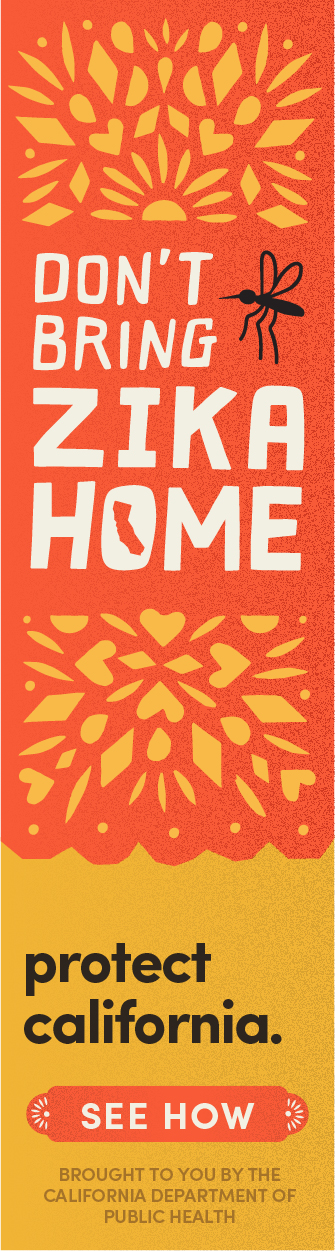 DON'T
BRING
ZIKA
HOME
protect
california.
SEE HOW
BROUGHT TO YOU BY THE
CALIFORNIA DEPARTMENT OF
PUBLIC HEALTH